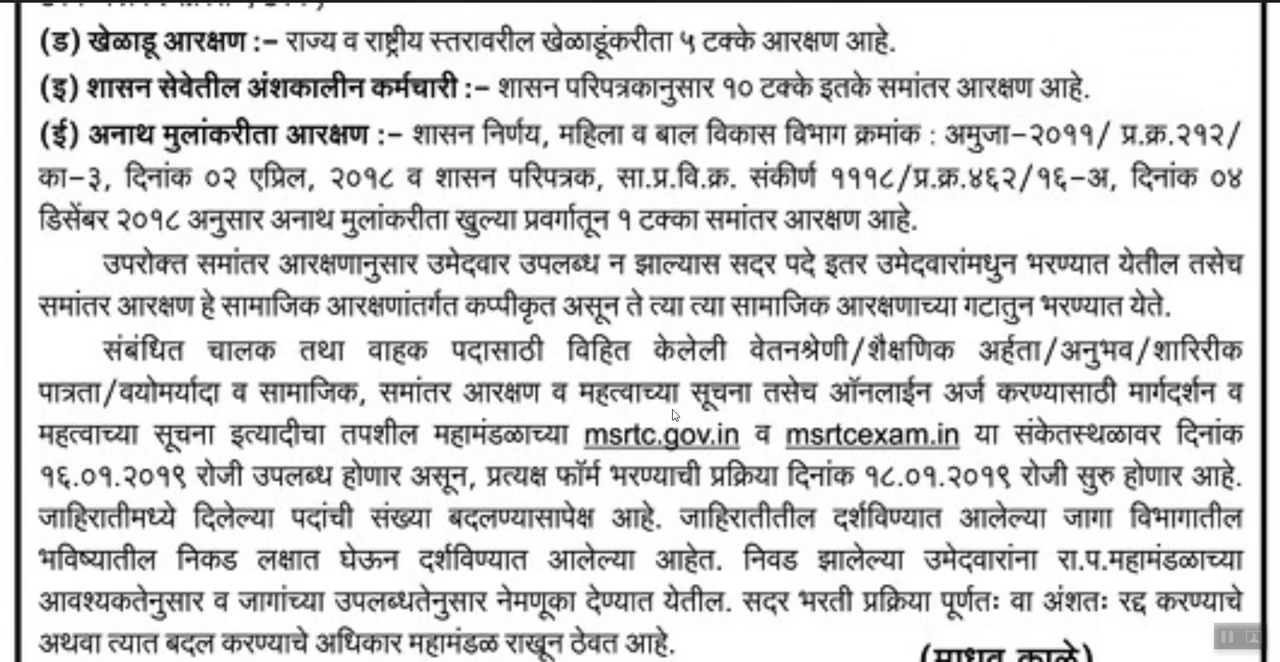 (ड) खेळाडू आरक्षण :– राज्य व राष्ट्रीय स्तरावरील खेळाडूंकरीता ५ टक्के आरक्षण आहे.
(इ) शासन सेवेतील अंशकालीन कर्मचारी :– शासन परिपत्रकानुसार १० टक्के इतके समांतर आरक्षण आहे.
(ई) अनाथ मुलांकरीता आरक्षण :– शासन निर्णय, महिला व बाल विकास विभाग क्रमांक : अमुजा–२०११/ प्र.क्र.२१२/
का–३, दिनांक ०२ एप्रिल, २०१८ व शासन परिपत्रक, सा.प्र.वि.क्र. संकीर्ण १११८/प्र.क्र.४६२/१६–अ, दिनांक ०४
डिसेंबर २०१८ अनुसार अनाथ मुलांकरीता खुल्या प्रवर्गातून १ टक्का समांतर आरक्षण आहे.
उपरोक्त समांतर आरक्षणानुसार उमेदवार उपलब्ध न झाल्यास सदर पदे इतर उमेदवारांमधुन भरण्यात येतील तसेच
समांतर आरक्षण हे सामाजिक आरक्षणांतर्गत कप्पीकृत असून ते त्या त्या सामाजिक आरक्षणाच्या गटातुन भरण्यात येते.
संबंधित चालक तथा वाहक पदासाठी विहित केलेली वेतनश्रेणी/शैक्षणिक अर्हता/अनुभव/शारिरीक
पात्रता/वयोमर्यादा व सामाजिक, समांतर आरक्षण व महत्वाच्या सूचना तसेच ऑनलाईन अर्ज करण्यासाठी मार्गदर्शन व
महत्वाच्या सूचना इत्यादीचा तपशील महामंडळाच्या msrtc.gov.in व msrtcexam.in या संकेतस्थळावर दिनांक
१६.०१.२०१९ रोजी उपलब्ध होणार असून, प्रत्यक्ष फॉर्म भरण्याची प्रक्रिया दिनांक १८.०१.२०१९ रोजी सुरु होणार आहे.
जाहिरातीमध्ये दिलेल्या पदांची संख्या बदलण्यासापेक्ष आहे. जाहिरातीतील दर्शविण्यात आलेल्या जागा विभागातील
भविष्यातील निकड लक्षात घेऊन दर्शविण्यात आलेल्या आहेत. निवड झालेल्या उमेदवारांना रा.प.महामंडळाच्या
आवश्यकतेनुसार व जागांच्या उपलब्धतेनुसार नेमणूका देण्यात येतील. सदर भरती प्रक्रिया पूर्णतः वा अंशतः रद्द करण्याचे
अथवा त्यात बदल करण्याचे अधिकार महामंडळ राखून ठेवत आहे.
(माधव काळे)